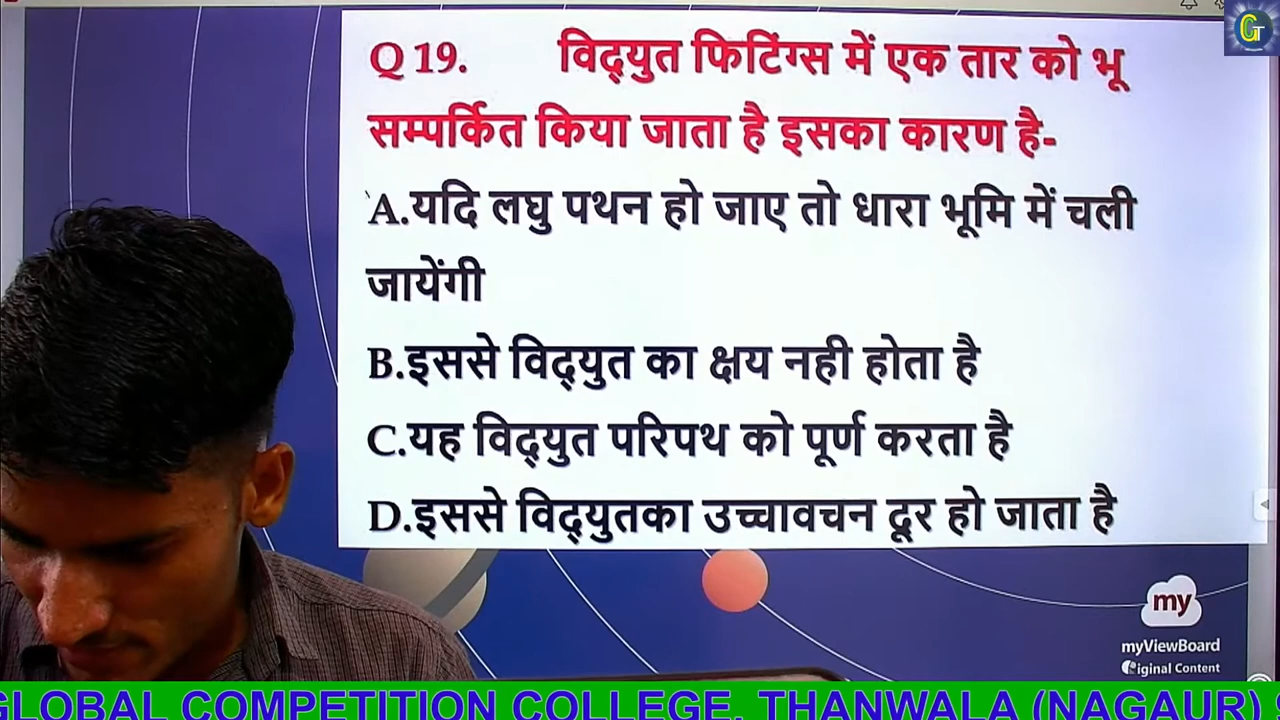 Q 19. विद्युत फिटिंग्स में एक तार को भू
सम्पर्कित किया जाता है इसका कारण है-
A.यदि लघु पथन हो जाए तो धारा भूमि में चली
जायेंगी
B.इससे विद्युत का क्षय नही होता है
C.यह विद्युत परिपथ को पूर्ण करता है
D.इससे विद्युतका उच्चावचन दूर हो जाता है
my
myViewBoard
iginal Content
GLOBAL COMPETITION COLLEGE, THANWALA (NAGAUR)